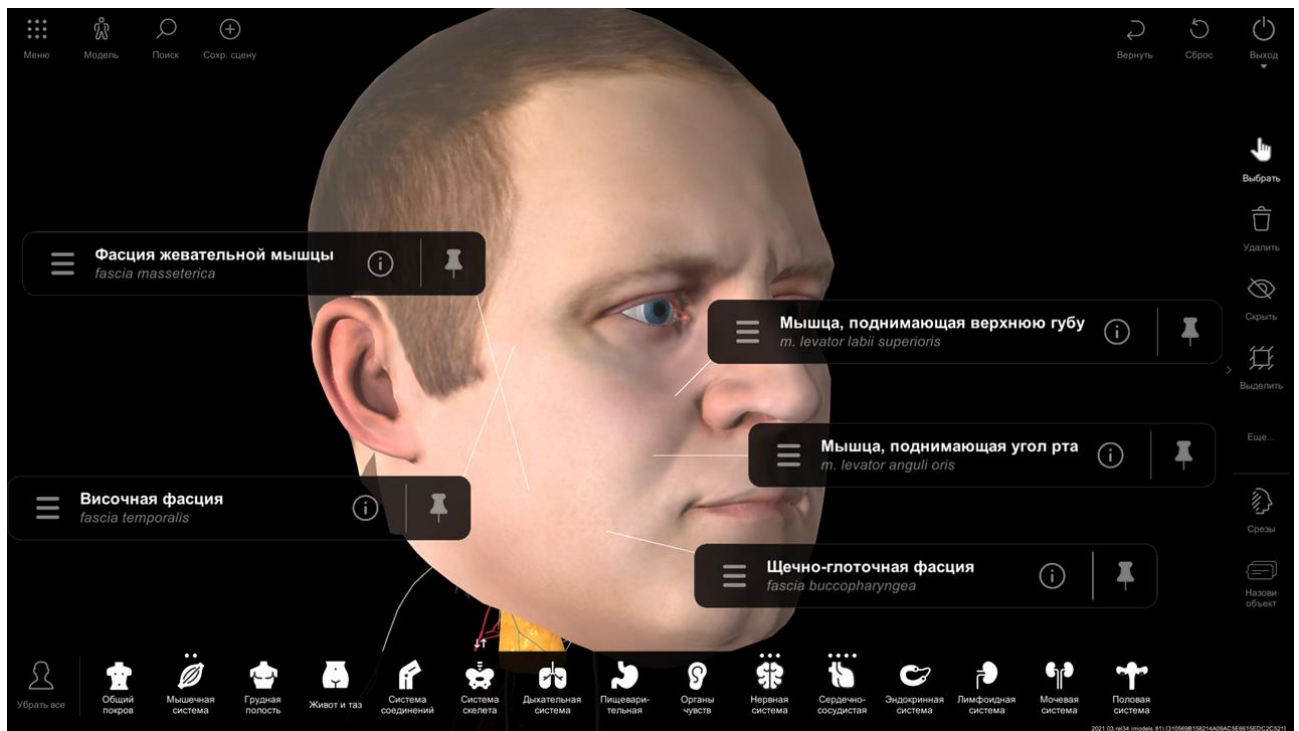 Меню
Модель
Поиск
Сохр. сцену
Вернуть
Сброс
Выход
Выбрать
Удалить
Фасция жевательной мышцы
fascia masseterica
Скрыть
Мышца, поднимающая верхнюю губу
m. levator labii superioris
Выделить
Еще...
Мышца, поднимающая угол рта
m. levator anguli oris
Височная фасция
fascia temporalis
Срезы
Щечно-глоточная фасция
fascia buccopharyngea
Назови
объект
Убрать все
Общий
покров
Мышечная
система
Грудная
полость
Живот и таз
Система
соединений
Система
скелета
Дыхательная
система
Пищевари-
тельная
Органы
чувств
Нервная
система
Сердечно-
сосудистая
Эндокринная
система
Лимфоидная
система
Мочевая
система
Половая
система